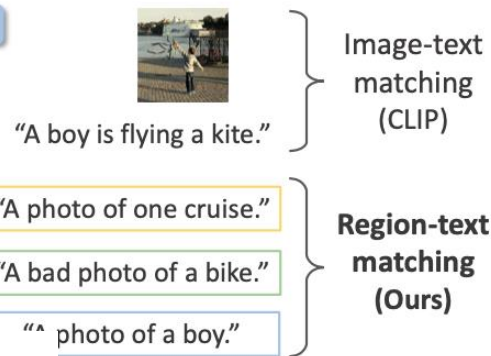 Image-text
matching
(CLIP)
“A boy is flying a kite.”
“A photo of one cruise.”
“A bad photo of a bike.”
photo of a boy.”
Region-text
matching
(Ours)